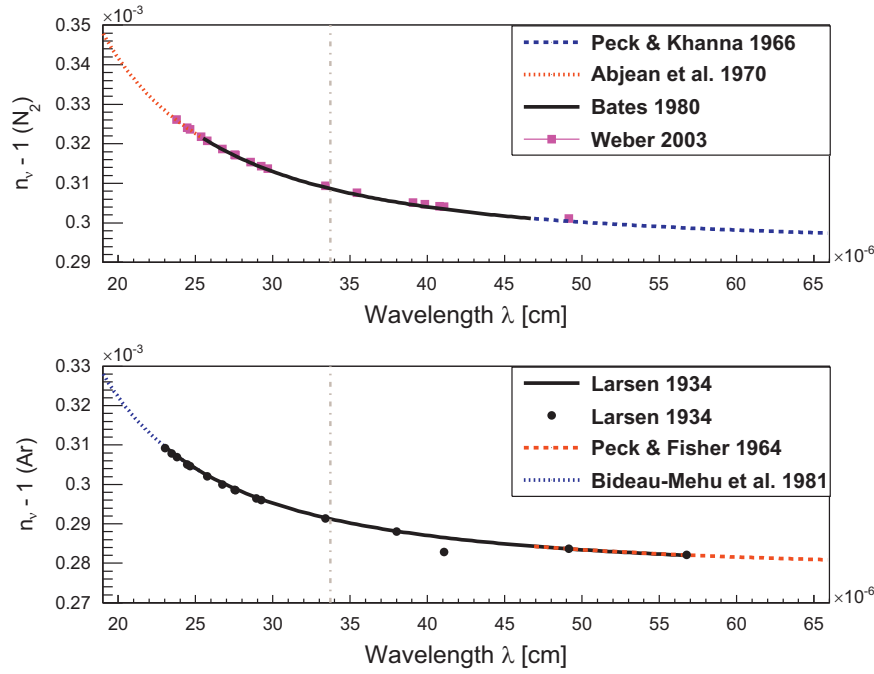 ×10⁻³
0.35
0.34
0.33
0.32
0.31
0.3
0.29
nᵥ - 1 (N₂)
Peck & Khanna 1966
Abjean et al. 1970
Bates 1980
Weber 2003
20 25 30 35 40 45 50 55 60 65
×10⁻⁶
Wavelength λ [cm]
×10⁻³
0.33
0.32
0.31
0.3
0.29
0.28
0.27
nᵥ - 1 (Ar)
Larsen 1934
Larsen 1934
Peck & Fisher 1964
Bideau-Mehu et al. 1981
20 25 30 35 40 45 50 55 60 65
×10⁻⁶
Wavelength λ [cm]